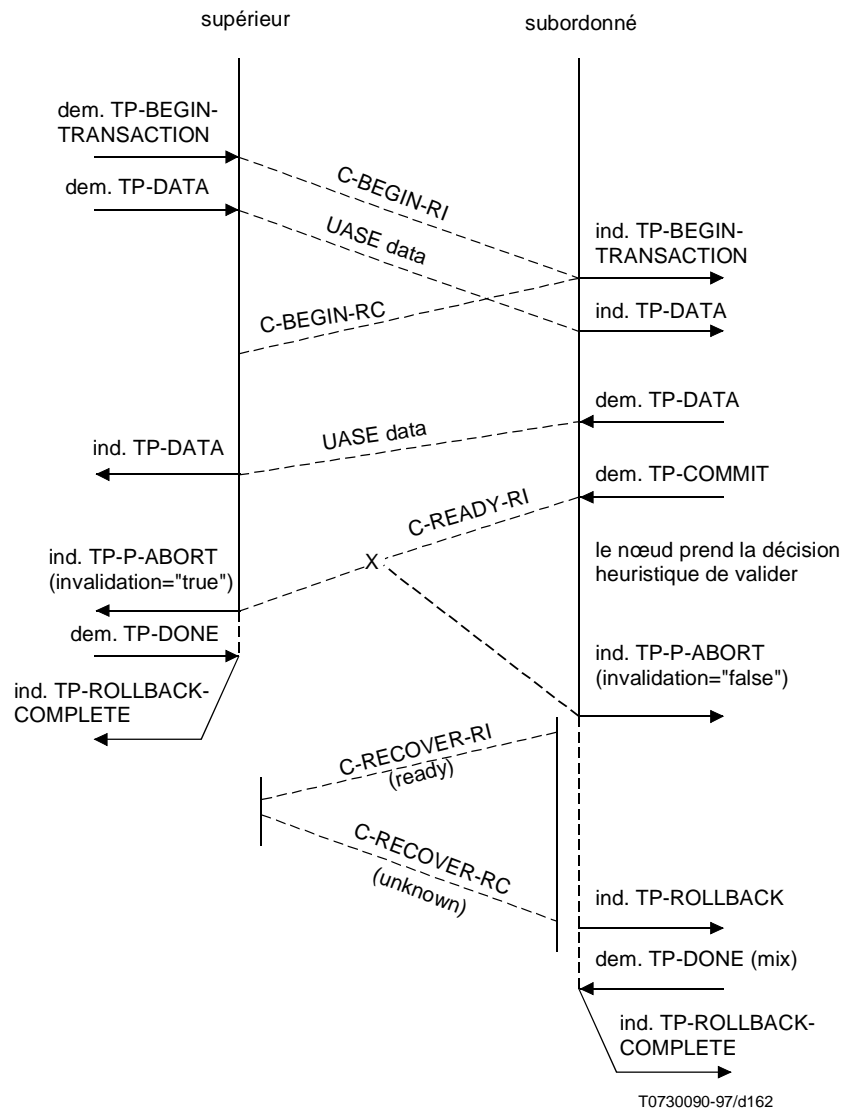 supérieur
subordonné
dem. TP-BEGIN-
TRANSACTION
dem. TP-DATA
C-BEGIN-RI
UASE data
ind. TP-BEGIN-
TRANSACTION
C-BEGIN-RC
ind. TP-DATA
dem. TP-DATA
UASE data
ind. TP-DATA
dem. TP-COMMIT
C-READY-RI
le nœud prend la décision
heuristique de valider
X
ind. TP-P-ABORT
(invalidation="true")
dem. TP-DONE
ind. TP-P-ABORT
(invalidation="false")
ind. TP-ROLLBACK-
COMPLETE
C-RECOVER-RI
(ready)
C-RECOVER-RC
(unknown)
ind. TP-ROLLBACK
dem. TP-DONE (mix)
ind. TP-ROLLBACK-
COMPLETE
T0730090-97/d162